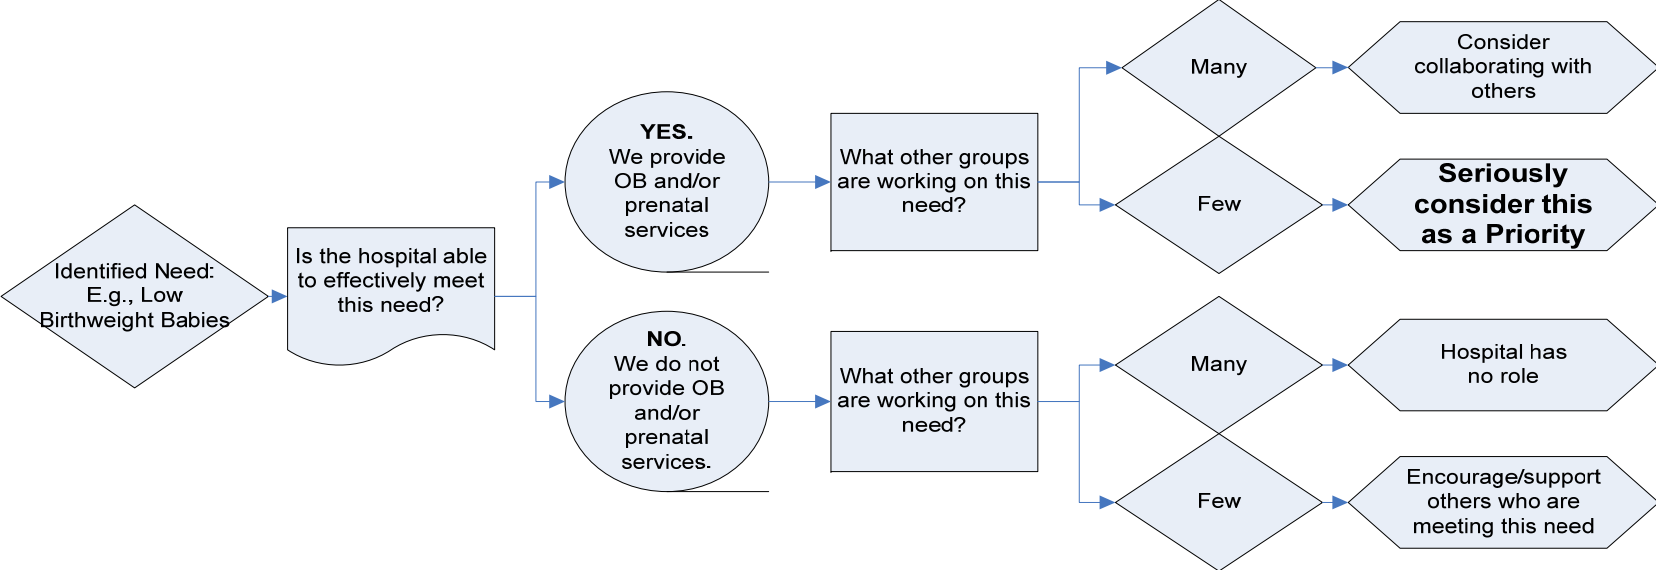 Identified Need:
E.g., Low
Birthweight Babies
Is the hospital able
to effectively meet
this need?
YES.
We provide
OB and/or
prenatal
services
What other groups
are working on this
need?
Many
Consider
collaborating with
others
Few
Seriously
consider this
as a Priority
NO.
We do not
provide OB
and/or
prenatal
services.
What other groups
are working on this
need?
Many
Hospital has
no role
Few
Encourage/support
others who are
meeting this need